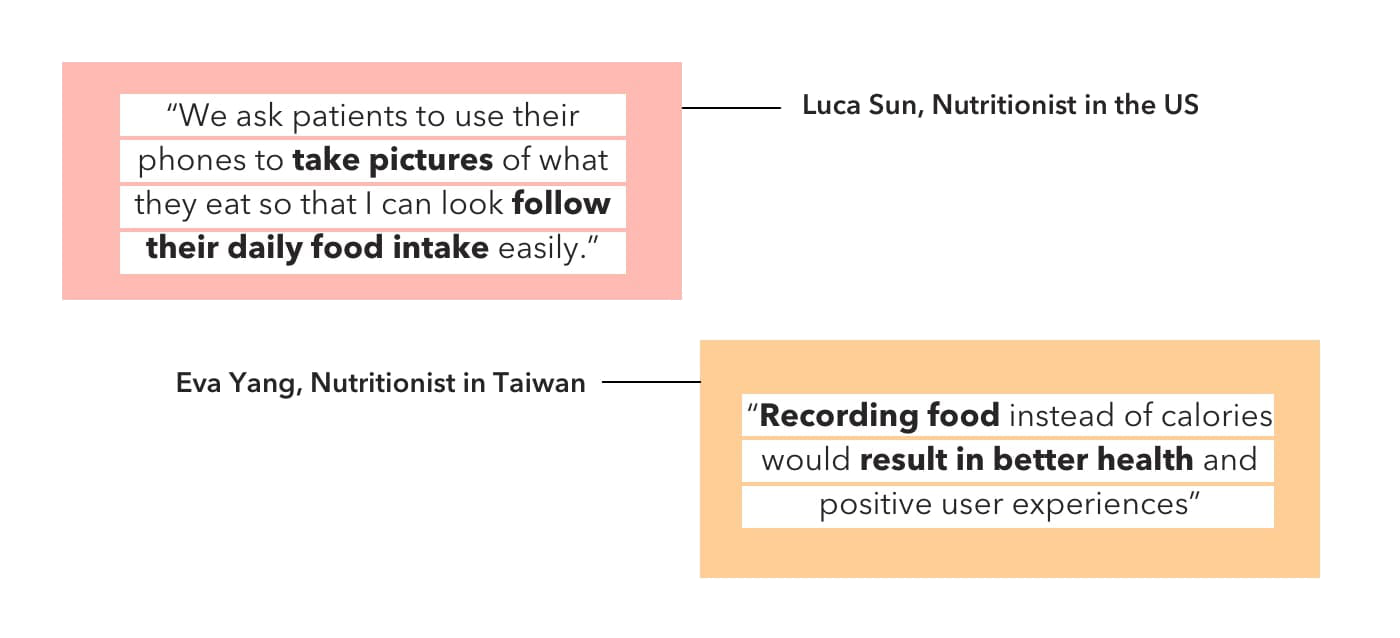 “We ask patients to use their
phones to take pictures of what
they eat so that I can look follow
their daily food intake easily.”
Luca Sun, Nutritionist in the US
Eva Yang, Nutritionist in Taiwan
“Recording food instead of calories
would result in better health and
positive user experiences”